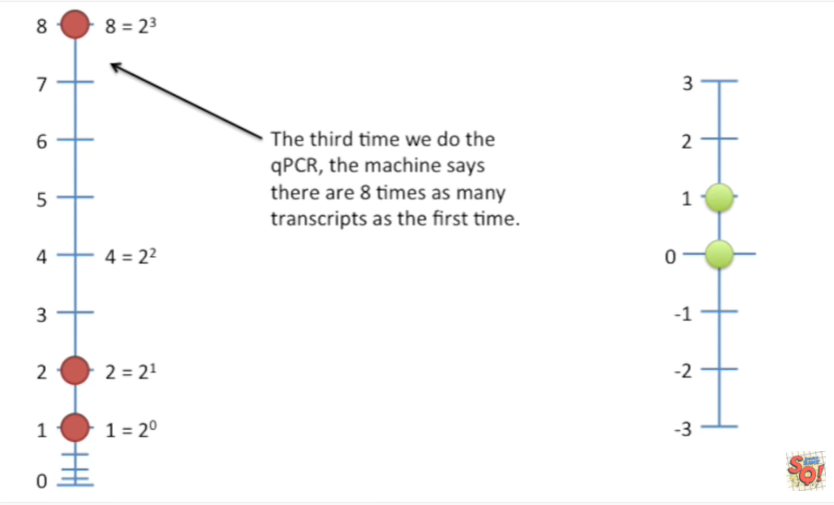 8
8 = 2³
7
6
5
4
4 = 2²
3
2
2 = 2¹
1
1 = 2⁰
0
The third time we do the
qPCR, the machine says
there are 8 times as many
transcripts as the first time.
3
2
1
0
-1
-2
-3
SQ!